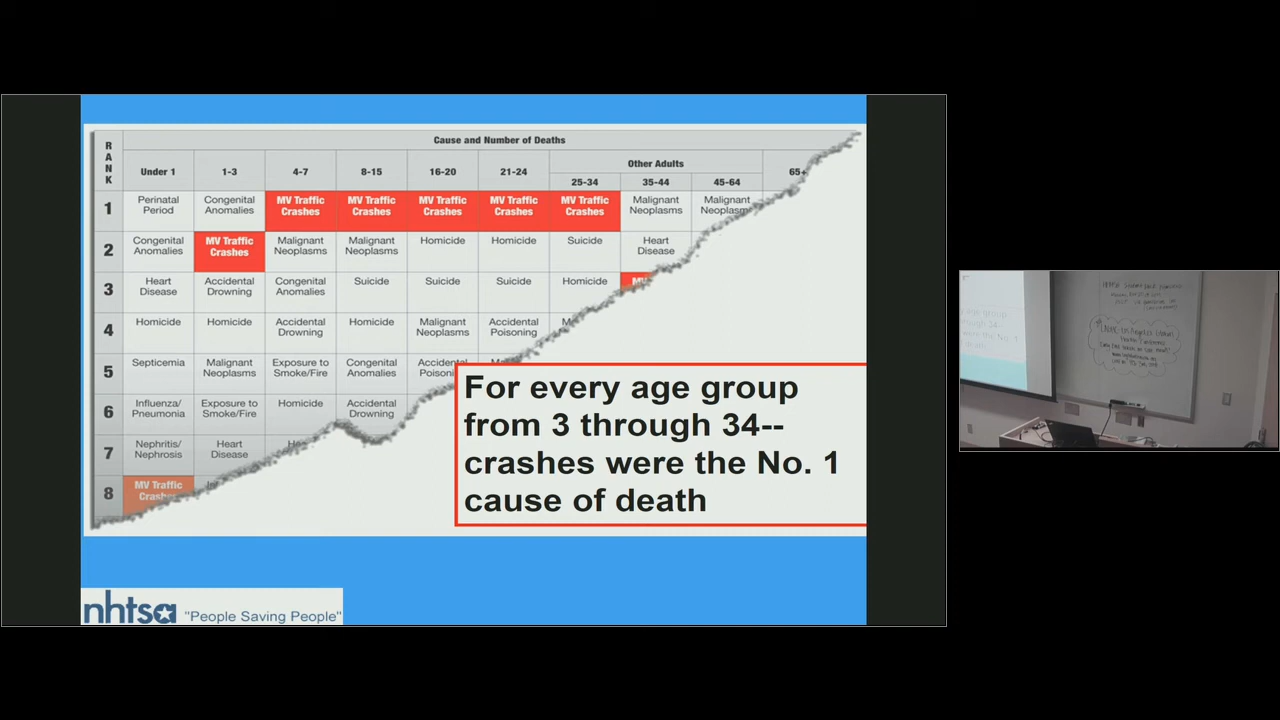 Cause and Number of Deaths
RANK
Under 1 1-3 4-7 8-15 16-20 21-24 Other Adults 65+
25-34 35-44 45-64
1 Perinatal Period Congenital Anomalies MV Traffic Crashes MV Traffic Crashes MV Traffic Crashes MV Traffic Crashes MV Traffic Crashes Malignant Neoplasms Malignant Neoplasms
2 Congenital Anomalies MV Traffic Crashes Malignant Neoplasms Malignant Neoplasms Homicide Homicide Suicide Heart Disease
3 Heart Disease Accidental Drowning Congenital Anomalies Suicide Suicide Suicide Homicide
4 Homicide Homicide Accidental Drowning Homicide Malignant Neoplasms Accidental Poisoning
5 Septicemia Malignant Neoplasms Exposure to Smoke/Fire Congenital Anomalies
6 Influenza/ Pneumonia Exposure to Smoke/Fire Homicide Accidental Drowning
7 Nephritis/ Nephrosis Heart Disease
8 MV Traffic
For every age group
from 3 through 34--
crashes were the No. 1
cause of death
nhtsa "People Saving People"